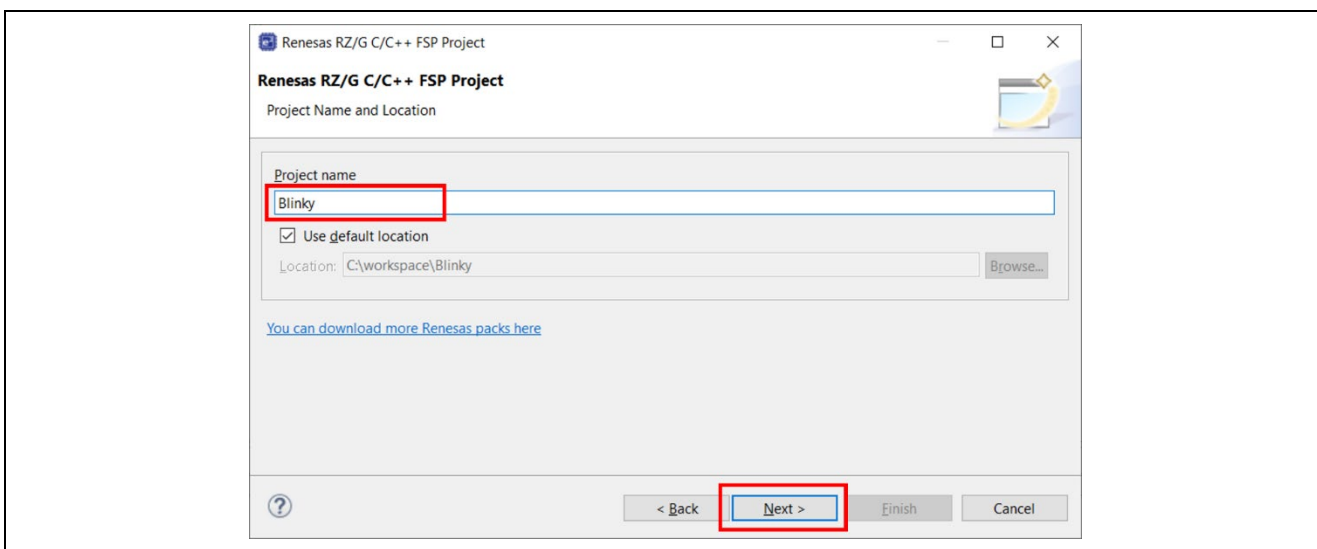 Renesas RZ/G C/C++ FSP Project
Renesas RZ/G C/C++ FSP Project
Project Name and Location
Project name
Blinky
Use default location
Location: C:\workspace\Blinky Browse...
You can download more Renesas packs here
? < Back Next > Finish Cancel